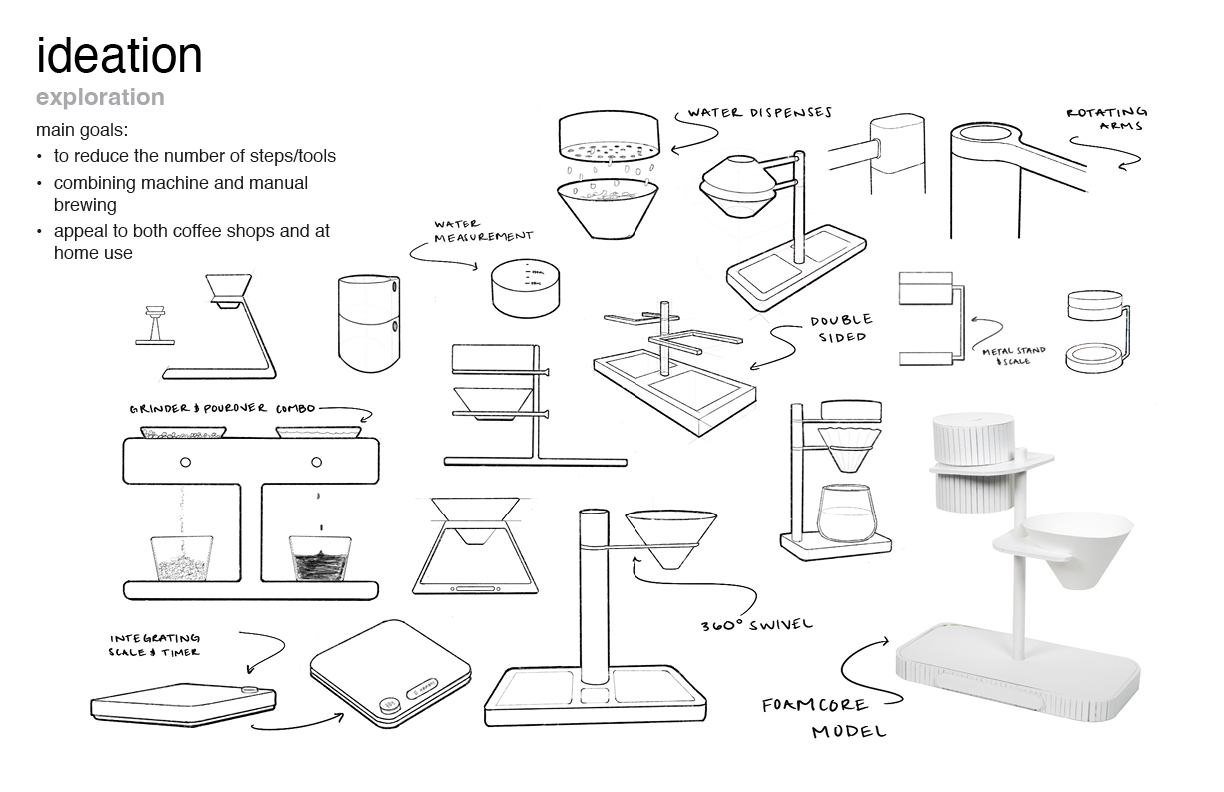 ideation
exploration
main goals:
• to reduce the number of steps/tools
• combining machine and manual
brewing
• appeal to both coffee shops and at
home use
WATER DISPENSES
ROTATING
ARMS
WATER
MEASUREMENT
DOUBLE
SIDED
METAL STAND
& SCALE
GRINDER & POUROVER COMBO
360° SWIVEL
INTEGRATING
SCALE & TIMER
FOAMCORE
MODEL